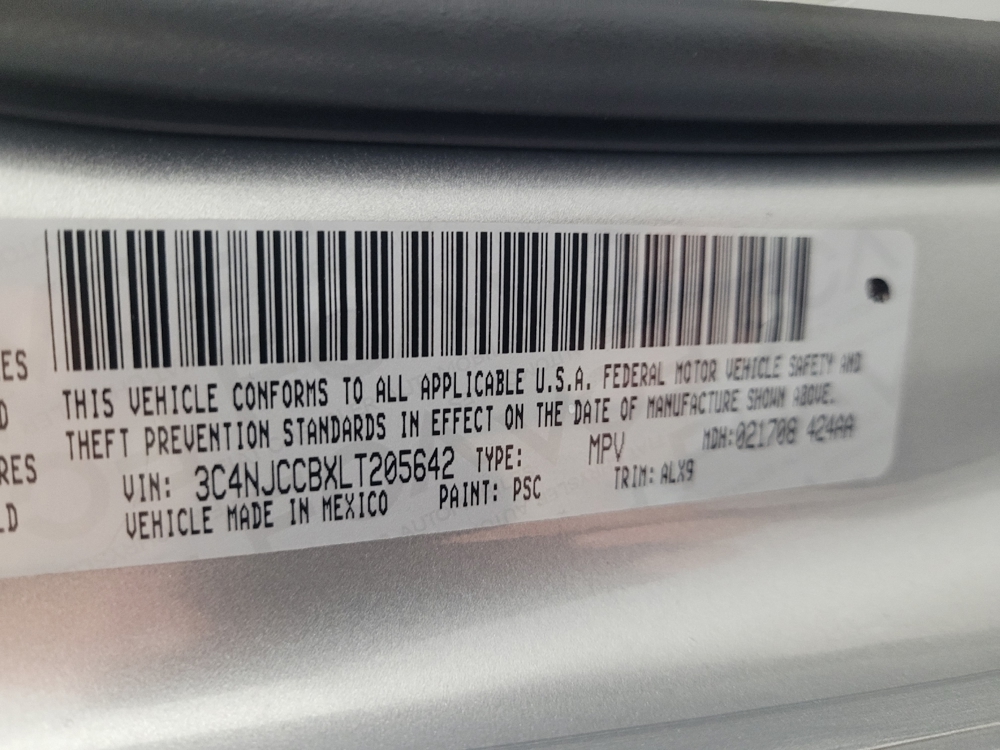 ES
D
RES
LD
THIS VEHICLE CONFORMS TO ALL APPLICABLE U.S.A. FEDERAL MOTOR VEHICLE SAFETY AND
THEFT PREVENTION STANDARDS IN EFFECT ON THE DATE OF MANUFACTURE SHOWN ABOVE.
VIN: 3C4NJCCBXLT205642 TYPE: MPV MDH:021708 424AA
VEHICLE MADE IN MEXICO PAINT: PSC TRIM: ALX9